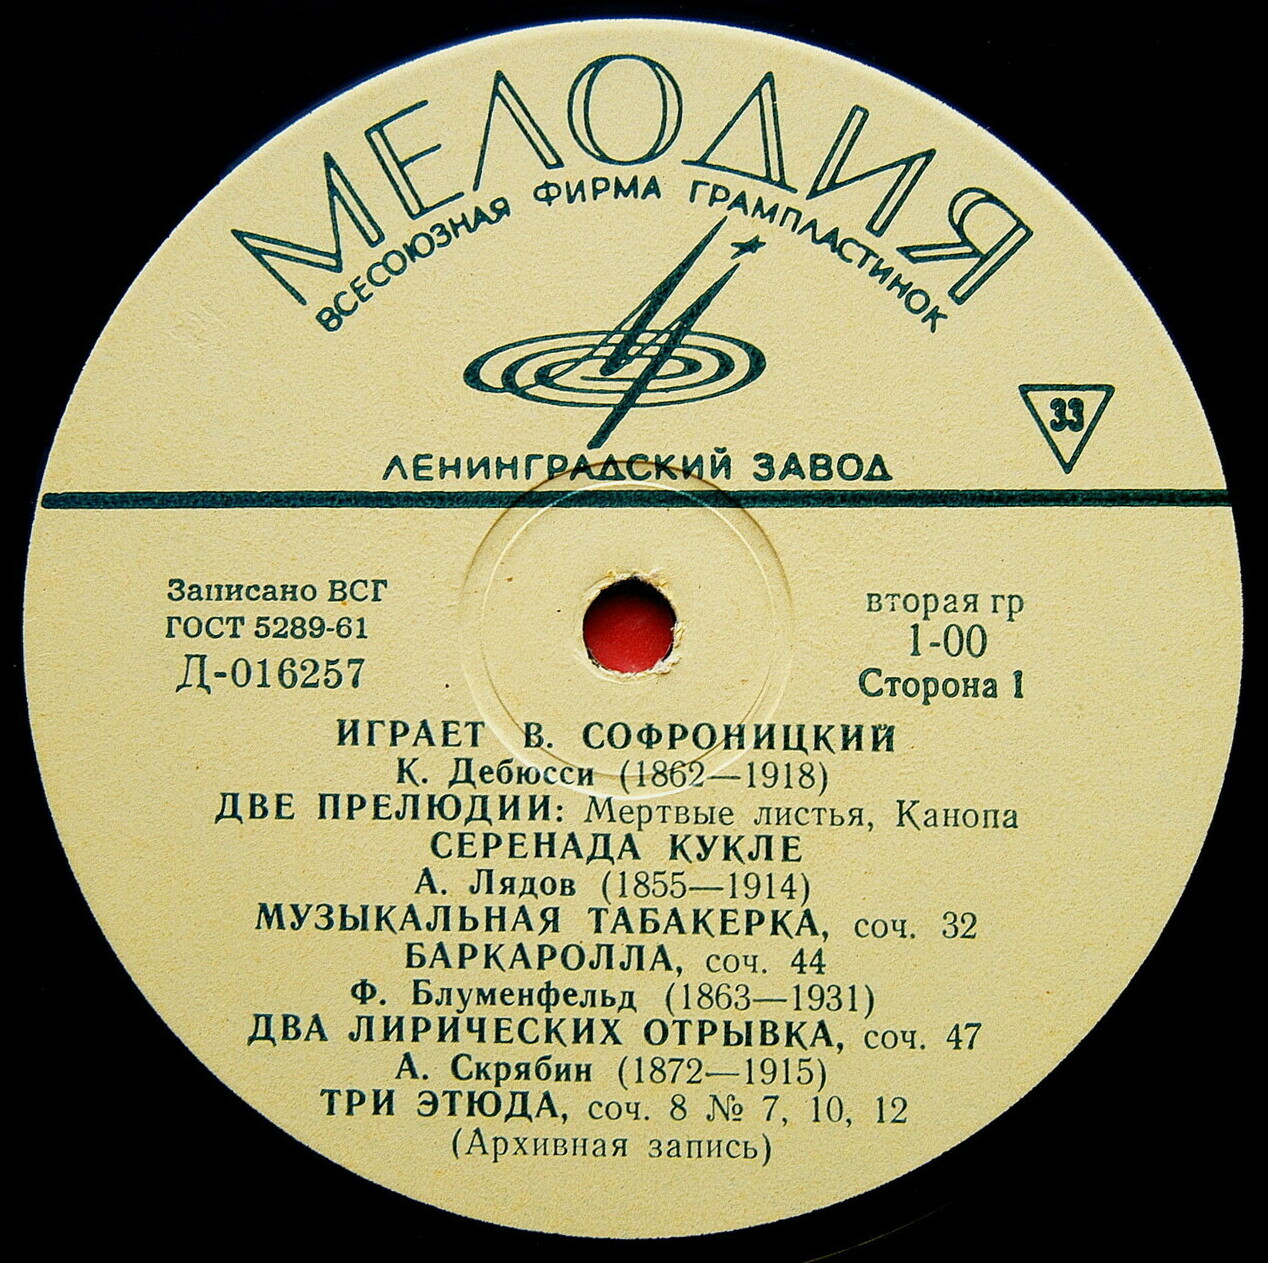 МЕЛОДИЯ
ВСЕСОЮЗНАЯ ФИРМА ГРАМПЛАСТИНОК
33
ЛЕНИНГРАДСКИЙ ЗАВОД
Записано ВСГ
ГОСТ 5289-61
Д-016257
вторая гр
1-00
Сторона 1
ИГРАЕТ В. СОФРОНИЦКИЙ
К. Дебюсси (1862—1918)
ДВЕ ПРЕЛЮДИИ: Мертвые листья, Канопа
СЕРЕНАДА КУКЛЕ
А. Лядов (1855—1914)
МУЗЫКАЛЬНАЯ ТАБАКЕРКА, соч. 32
БАРКАРОЛЛА, соч. 44
Ф. Блуменфельд (1863—1931)
ДВА ЛИРИЧЕСКИХ ОТРЫВКА, соч. 47
А. Скрябин (1872—1915)
ТРИ ЭТЮДА, соч. 8 № 7, 10, 12
(Архивная запись)